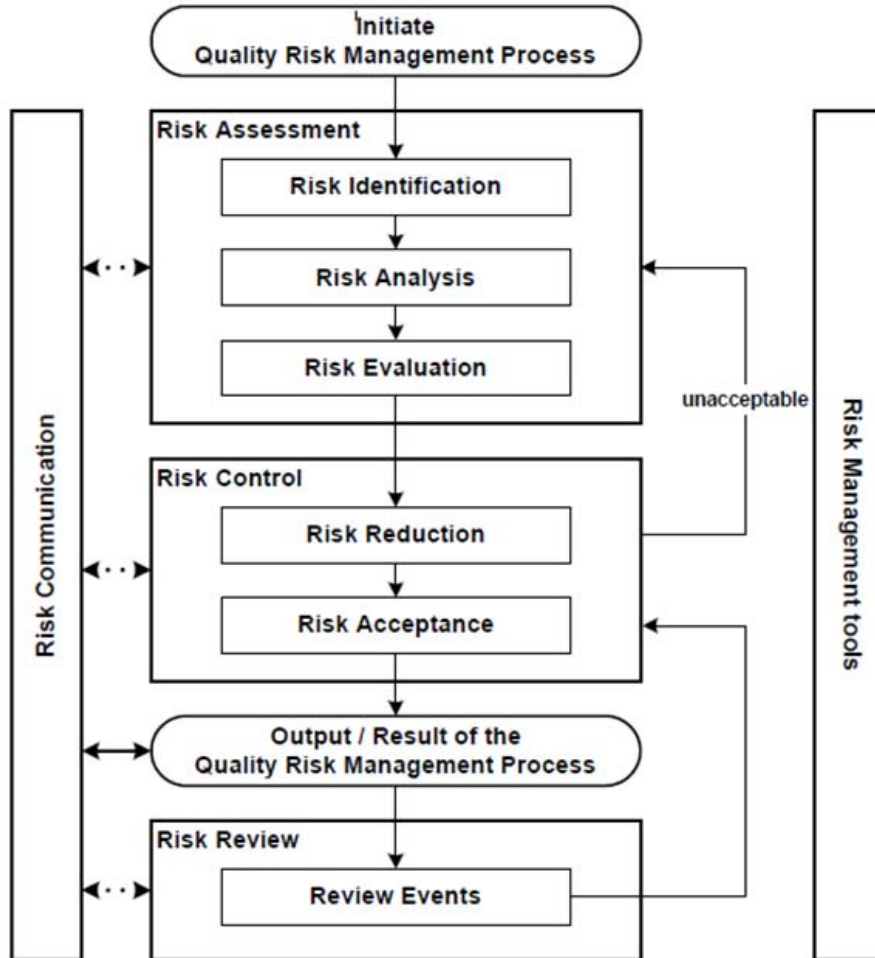 Initiate
Quality Risk Management Process
Risk Assessment
Risk Identification
Risk Analysis
Risk Evaluation
unacceptable
Risk Communication
Risk Management tools
Risk Control
Risk Reduction
Risk Acceptance
Output / Result of the
Quality Risk Management Process
Risk Review
Review Events